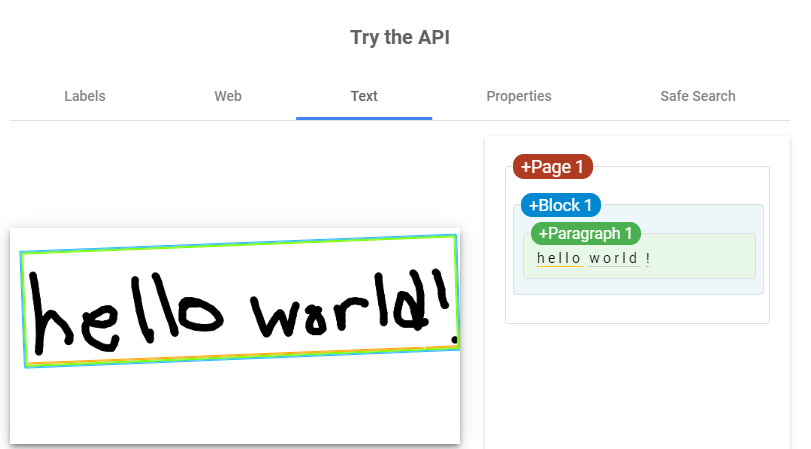 Try the API
Labels Web Text Properties Safe Search
hello world!
+Page 1
+Block 1
+Paragraph 1
hello world !